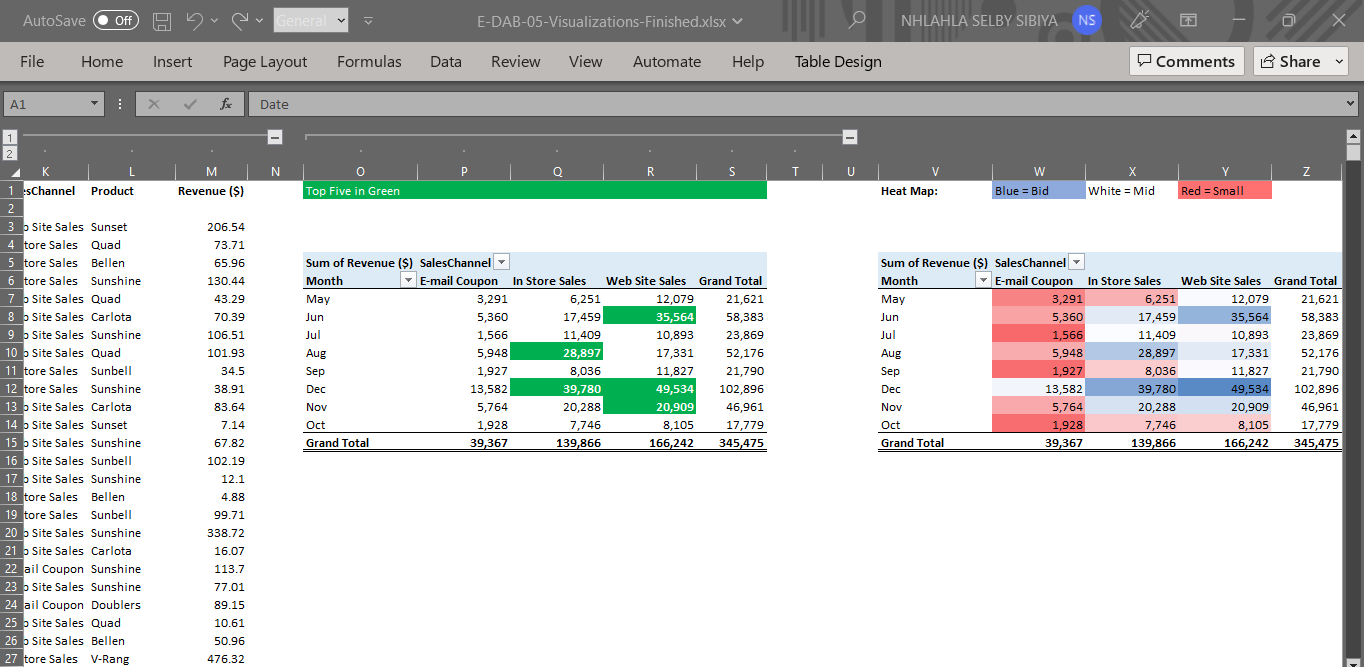 AutoSave Off General E-DAB-05-Visualizations-Finished.xlsx NHLAHLA SELBY SIBIYA NS
File Home Insert Page Layout Formulas Data Review View Automate Help Table Design Comments Share
A1 fx Date
1
2
K L M N O P Q R S T U V W X Y Z
1 esChannel Product Revenue ($) Top Five in Green Heat Map: Blue = Bid White = Mid Red = Small
2
3 b Site Sales Sunset 206.54
4 tore Sales Quad 73.71
5 tore Sales Bellen 65.96 Sum of Revenue ($) SalesChannel Sum of Revenue ($) SalesChannel
6 tore Sales Sunshine 130.44 Month E-mail Coupon In Store Sales Web Site Sales Grand Total Month E-mail Coupon In Store Sales Web Site Sales Grand Total
7 b Site Sales Quad 43.29 May 3,291 6,251 12,079 21,621 May 3,291 6,251 12,079 21,621
8 b Site Sales Carlota 70.39 Jun 5,360 17,459 35,564 58,383 Jun 5,360 17,459 35,564 58,383
9 b Site Sales Sunshine 106.51 Jul 1,566 11,409 10,893 23,869 Jul 1,566 11,409 10,893 23,869
10 b Site Sales Quad 101.93 Aug 5,948 28,897 17,331 52,176 Aug 5,948 28,897 17,331 52,176
11 tore Sales Sunbell 34.5 Sep 1,927 8,036 11,827 21,790 Sep 1,927 8,036 11,827 21,790
12 tore Sales Sunshine 38.91 Dec 13,582 39,780 49,534 102,896 Dec 13,582 39,780 49,534 102,896
13 b Site Sales Carlota 83.64 Nov 5,764 20,288 20,909 46,961 Nov 5,764 20,288 20,909 46,961
14 b Site Sales Sunset 7.14 Oct 1,928 7,746 8,105 17,779 Oct 1,928 7,746 8,105 17,779
15 b Site Sales Sunshine 67.82 Grand Total 39,367 139,866 166,242 345,475 Grand Total 39,367 139,866 166,242 345,475
16 b Site Sales Sunbell 102.19
17 b Site Sales Sunshine 12.1
18 tore Sales Bellen 4.88
19 tore Sales Sunbell 99.71
20 b Site Sales Sunshine 338.72
21 b Site Sales Carlota 16.07
22 ail Coupon Sunshine 113.7
23 b Site Sales Sunshine 77.01
24 ail Coupon Doublers 89.15
25 b Site Sales Quad 10.61
26 b Site Sales Bellen 50.96
27 tore Sales V-Rang 476.32